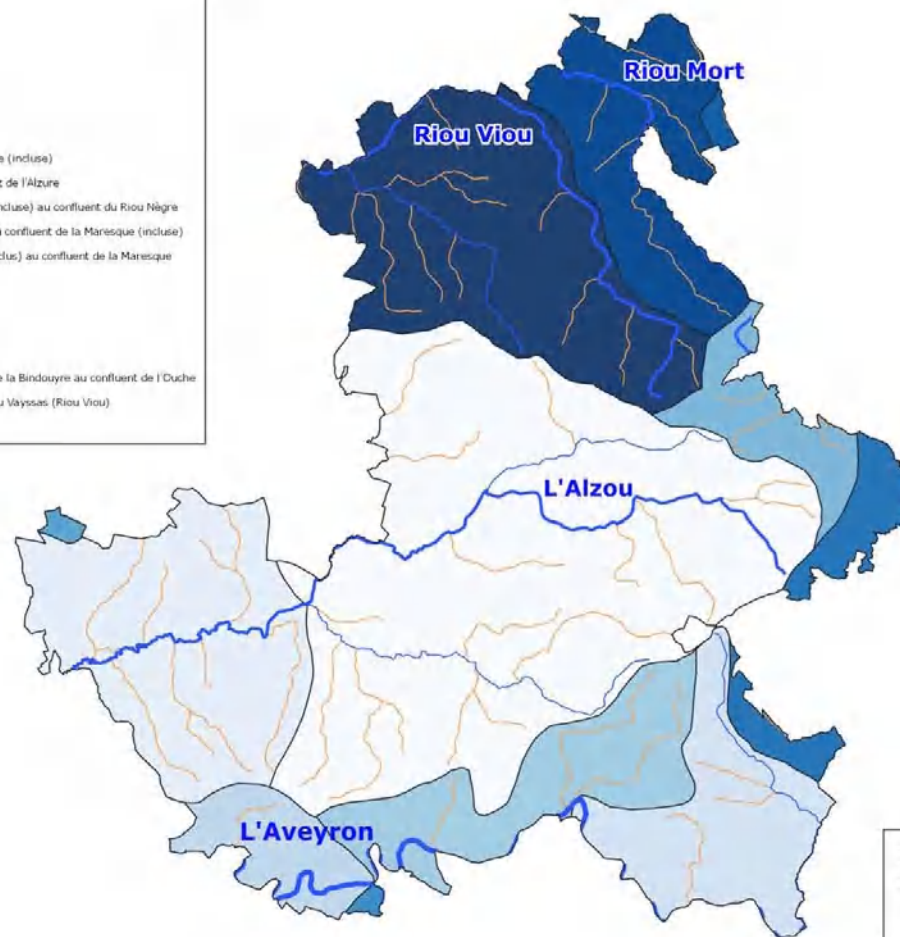 e (incluse)
t de l'Alzure
ncluse) au confluent du Riou Nègre
u confluent de la Maresque (incluse)
clus) au confluent de la Maresque
e la Bindouyre au confluent de l'Ouche
u Vayssas (Riou Viou)
Riou Mort
Riou Viou
L'Alzou
L'Aveyron